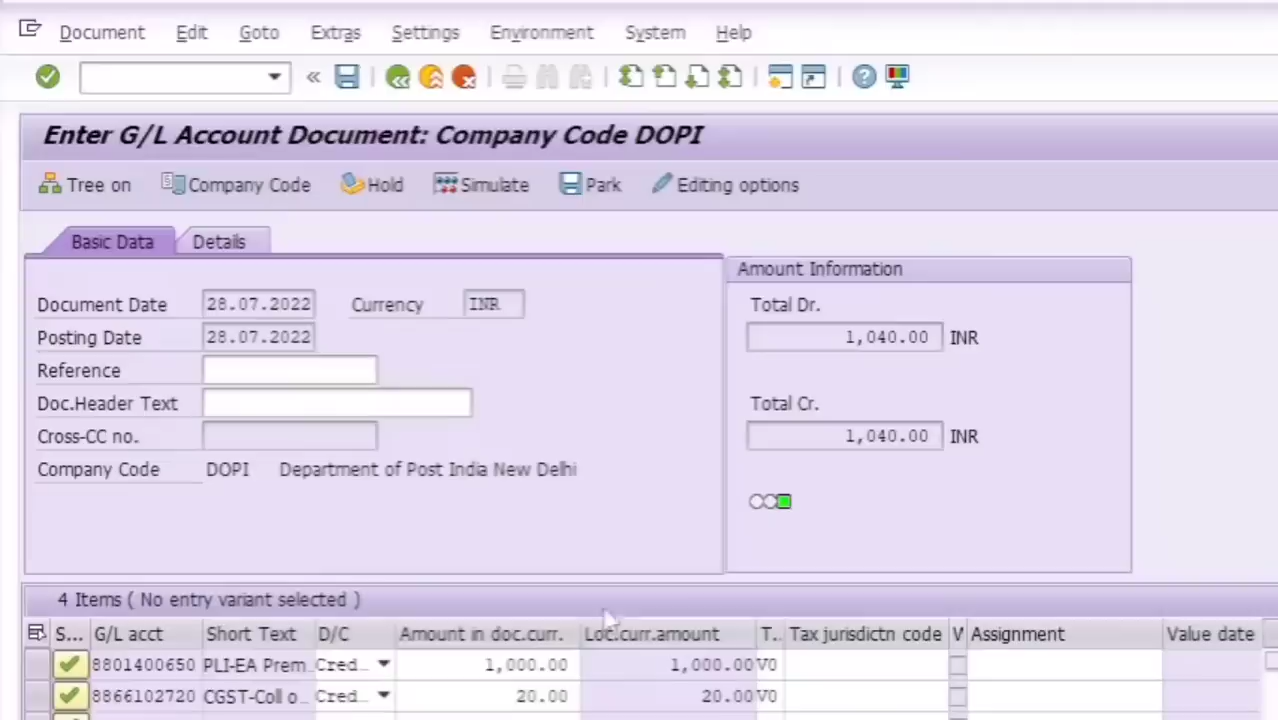 Document Edit Goto Extras Settings Environment System Help
«
Enter G/L Account Document: Company Code DOPI
Tree on Company Code Hold Simulate Park Editing options
Basic Data Details
Amount Information
Document Date 28.07.2022 Currency INR
Total Dr.
Posting Date 28.07.2022
1,040.00 INR
Reference
Doc.Header Text
Total Cr.
Cross-CC no.
1,040.00 INR
Company Code DOPI Department of Post India New Delhi
4 Items ( No entry variant selected )
S... G/L acct Short Text D/C Amount in doc.curr. Loc.curr.amount T.. Tax jurisdictn code V Assignment Value date
8801400650 PLI-EA Prem... Cred... 1,000.00 1,000.00 V0
8866102720 CGST-Coll o... Cred... 20.00 20.00 V0